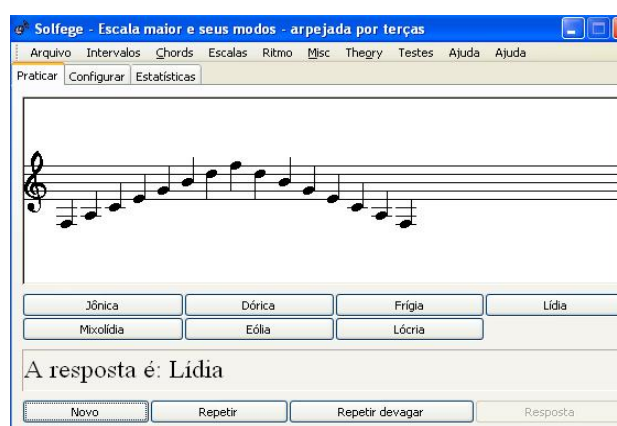 Solfege - Escala maior e seus modos - arpejada por terças
Arquivo Intervalos Chords Escalas Ritmo Misc Theory Testes Ajuda Ajuda
Praticar Configurar Estatísticas
Jônica Dórica Frígia Lídia
Mixolídia Eólia Lócria
A resposta é: Lídia
Novo Repetir Repetir devagar Resposta